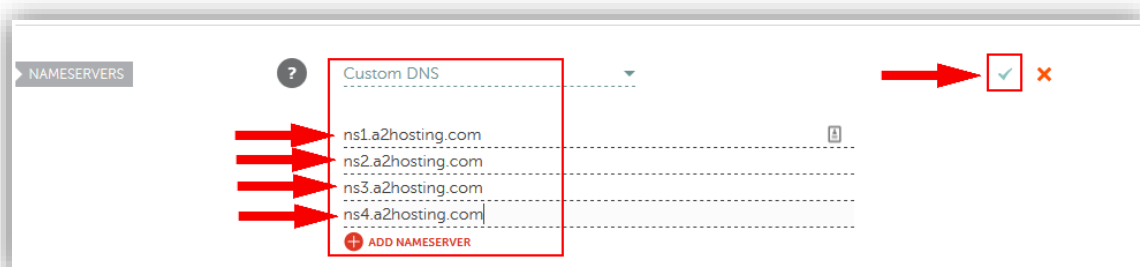 NAMESERVERS ? Custom DNS
ns1.a2hosting.com
ns2.a2hosting.com
ns3.a2hosting.com
ns4.a2hosting.com
ADD NAMESERVER